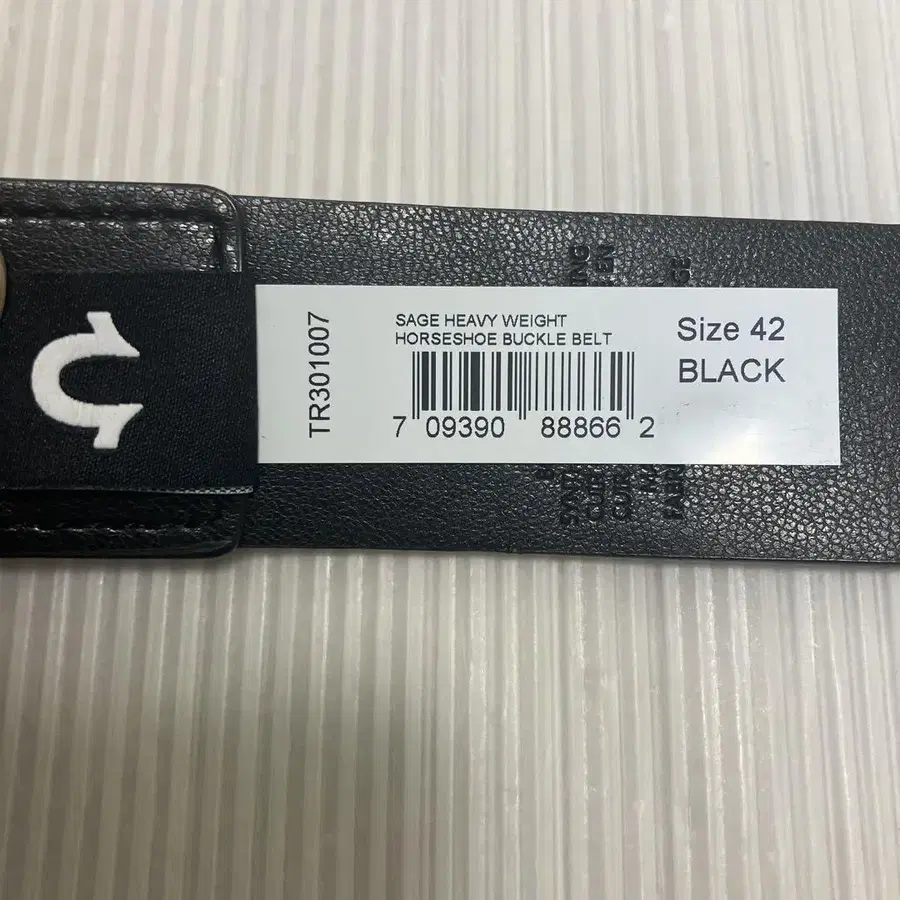 TR301007
SAGE HEAVY WEIGHT
HORSESHOE BUCKLE BELT
7 09390 88866 2
Size 42
BLACK